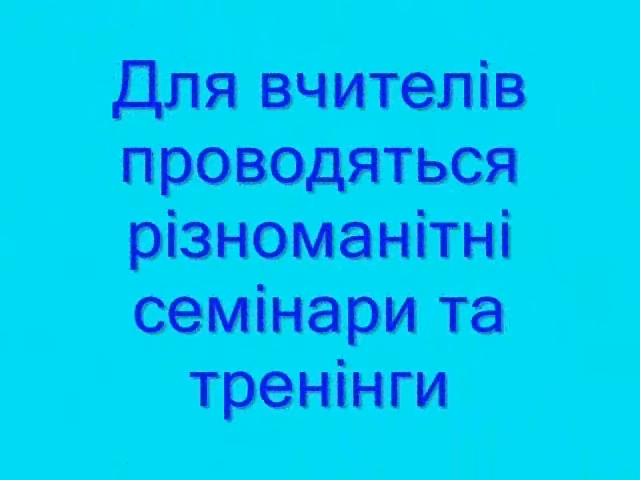 Для вчителів
проводяться
різноманітні
семінари та
тренінги